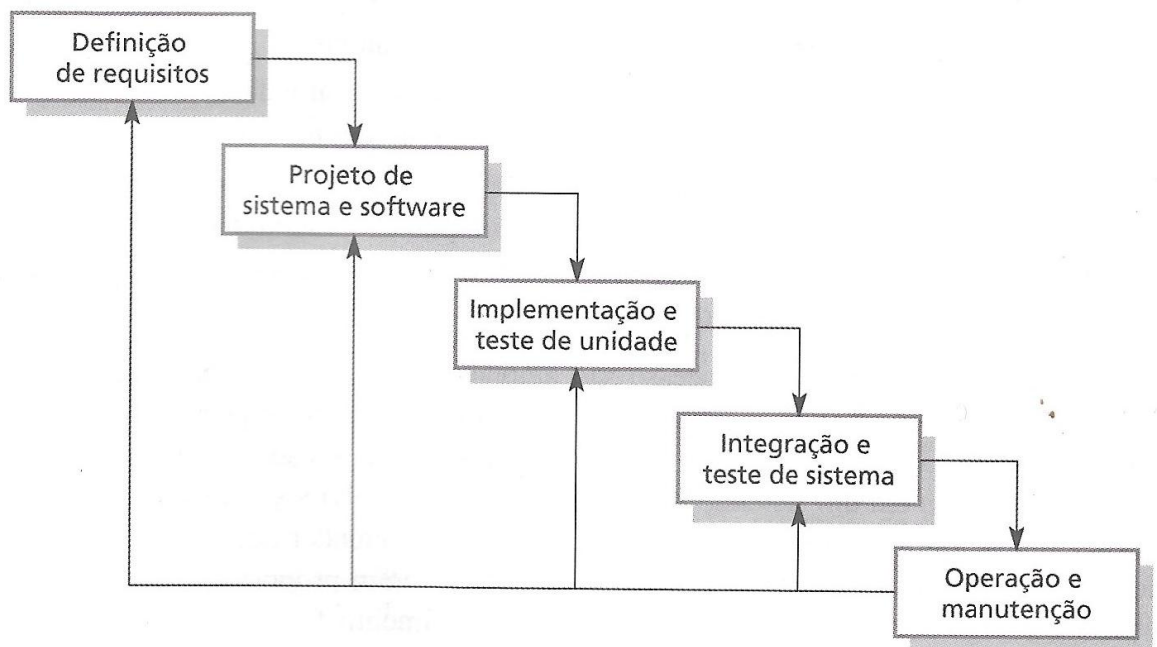 Definição
de requisitos
Projeto de
sistema e software
Implementação e
teste de unidade
Integração e
teste de sistema
Operação e
manutenção